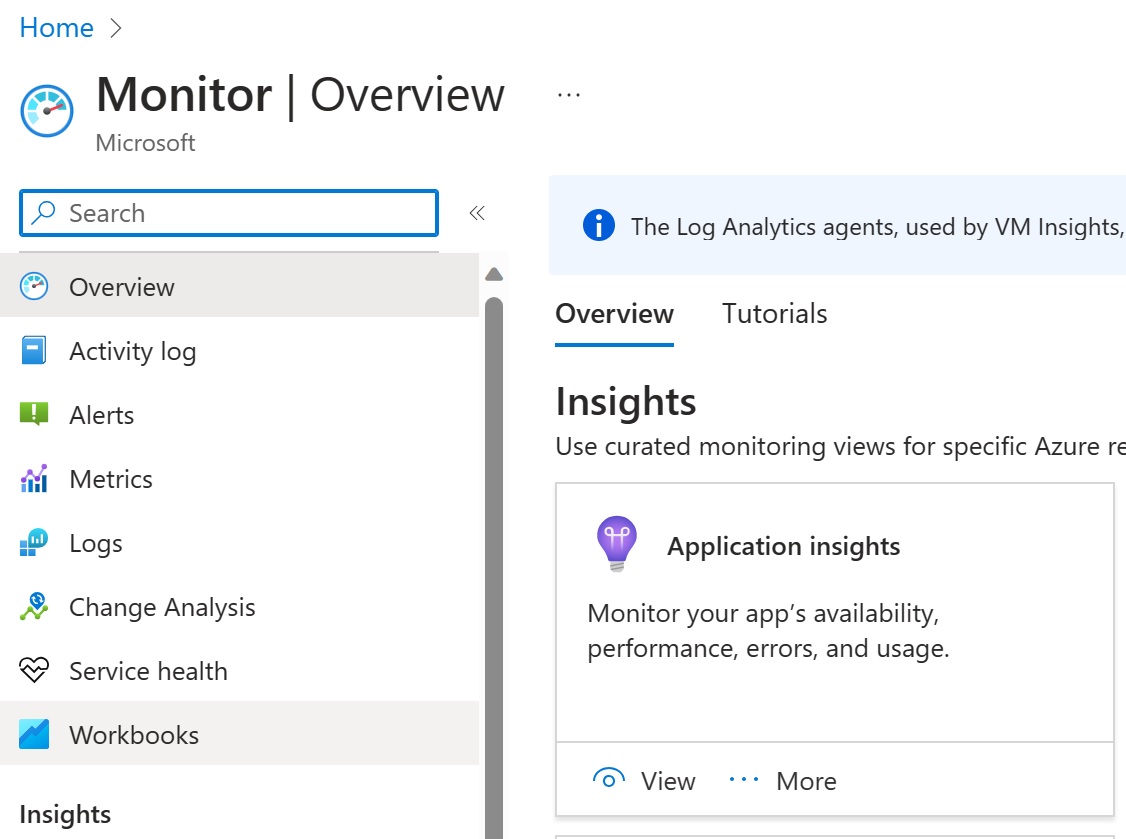 Home
Monitor | Overview
Microsoft
Search
Overview
Activity log
Alerts
Metrics
Logs
Change Analysis
Service health
Workbooks
Insights
The Log Analytics agents, used by VM Insights,
Overview Tutorials
Insights
Use curated monitoring views for specific Azure re
Application insights
Monitor your app’s availability,
performance, errors, and usage.
View ··· More